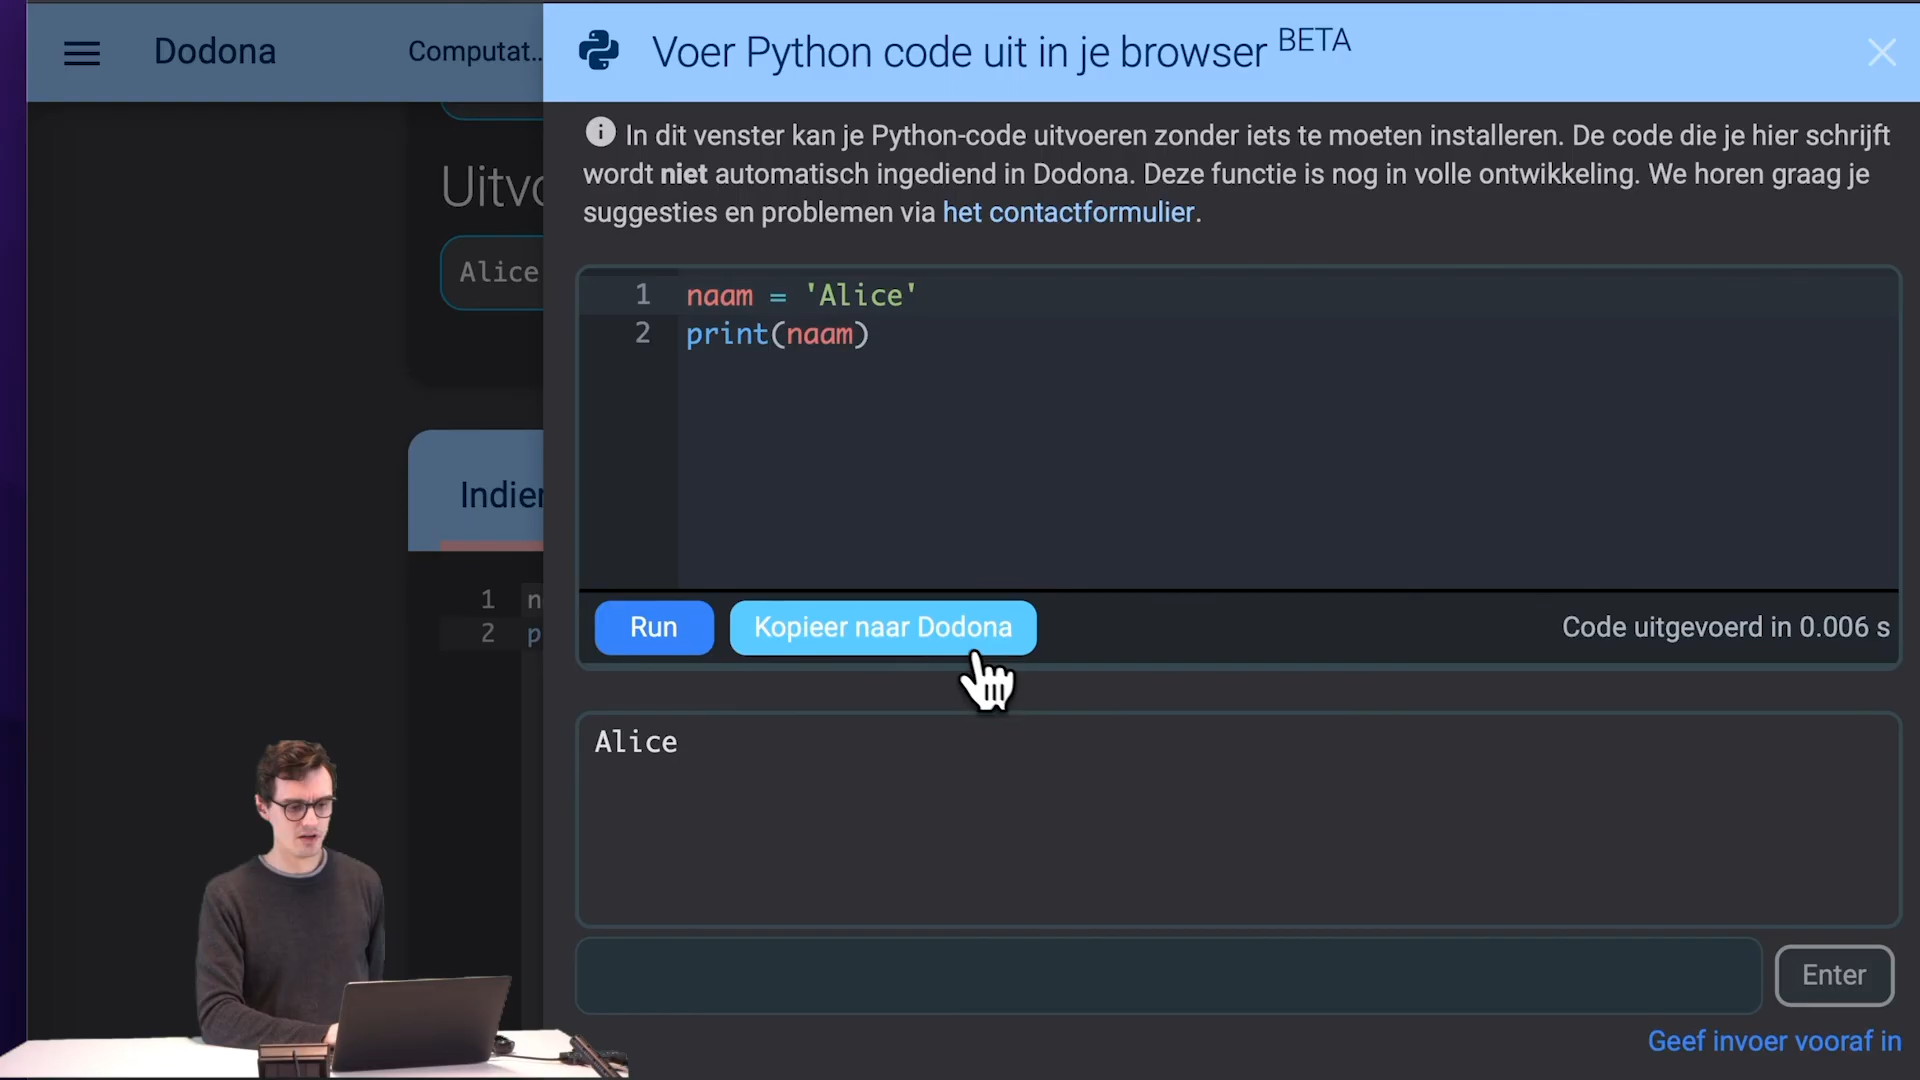 Dodona
Computat...
Voer Python code uit in je browser BETA
In dit venster kan je Python-code uitvoeren zonder iets te moeten installeren. De code die je hier schrijft
wordt niet automatisch ingediend in Dodona. Deze functie is nog in volle ontwikkeling. We horen graag je
suggesties en problemen via het contactformulier.
Uitvo
Alice
1 naam = 'Alice'
2 print(naam)
Indien
1 n
2 p
Run
Kopieer naar Dodona
Code uitgevoerd in 0.006 s
Alice
Enter
Geef invoer vooraf in